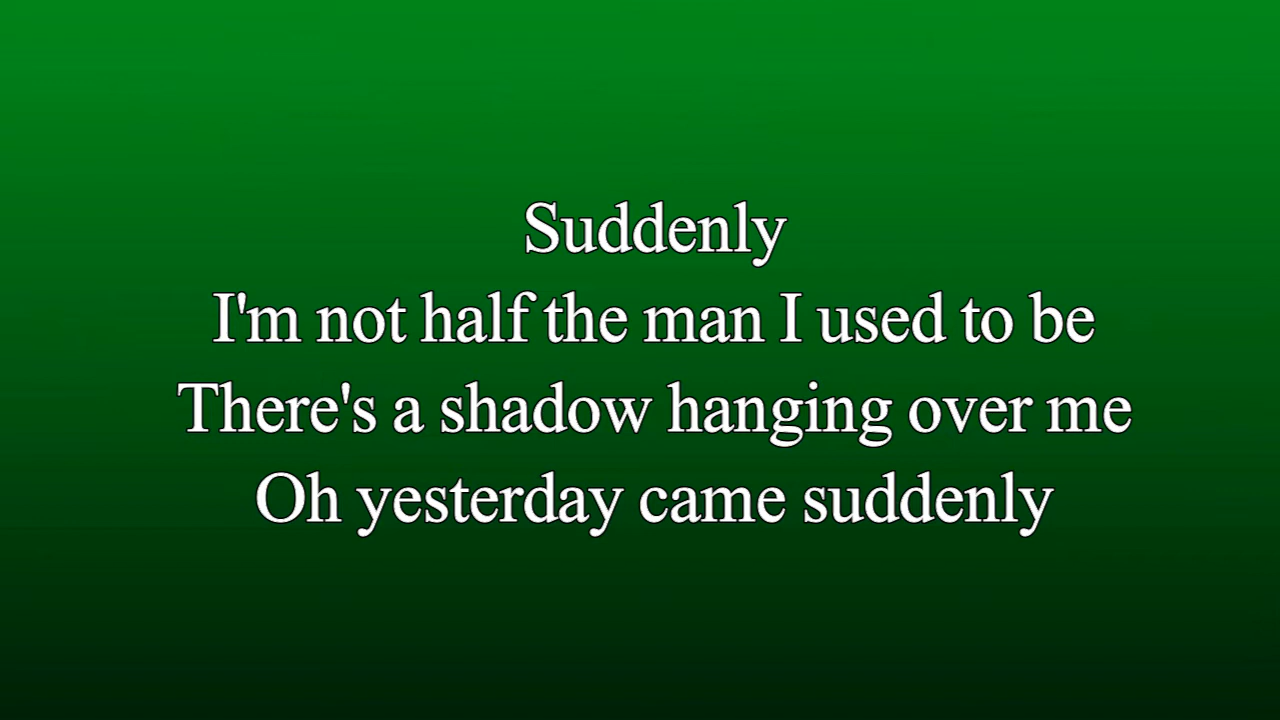 Suddenly
I'm not half the man I used to be
There's a shadow hanging over me
Oh yesterday came suddenly